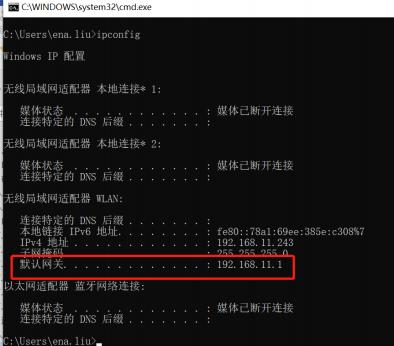 C:\WINDOWS\system32\cmd.exe
C:\Users\ena.liu>ipconfig
Windows IP 配置
无线局域网适配器 本地连接* 1:
媒体状态 . . . . . . . . . . . . : 媒体已断开连接
连接特定的 DNS 后缀 . . . . . . . :
无线局域网适配器 本地连接* 2:
媒体状态 . . . . . . . . . . . . : 媒体已断开连接
连接特定的 DNS 后缀 . . . . . . . :
无线局域网适配器 WLAN:
连接特定的 DNS 后缀 . . . . . . . :
本地链接 IPv6 地址. . . . . . . . : fe80::78a1:69ee:385e:c308%7
IPv4 地址 . . . . . . . . . . . . : 192.168.11.243
子网掩码 . . . . . . . . . . . . : 255.255.255.0
默认网关. . . . . . . . . . . . . : 192.168.11.1
以太网适配器 蓝牙网络连接:
媒体状态 . . . . . . . . . . . . : 媒体已断开连接
连接特定的 DNS 后缀 . . . . . . . :
C:\Users\ena.liu>